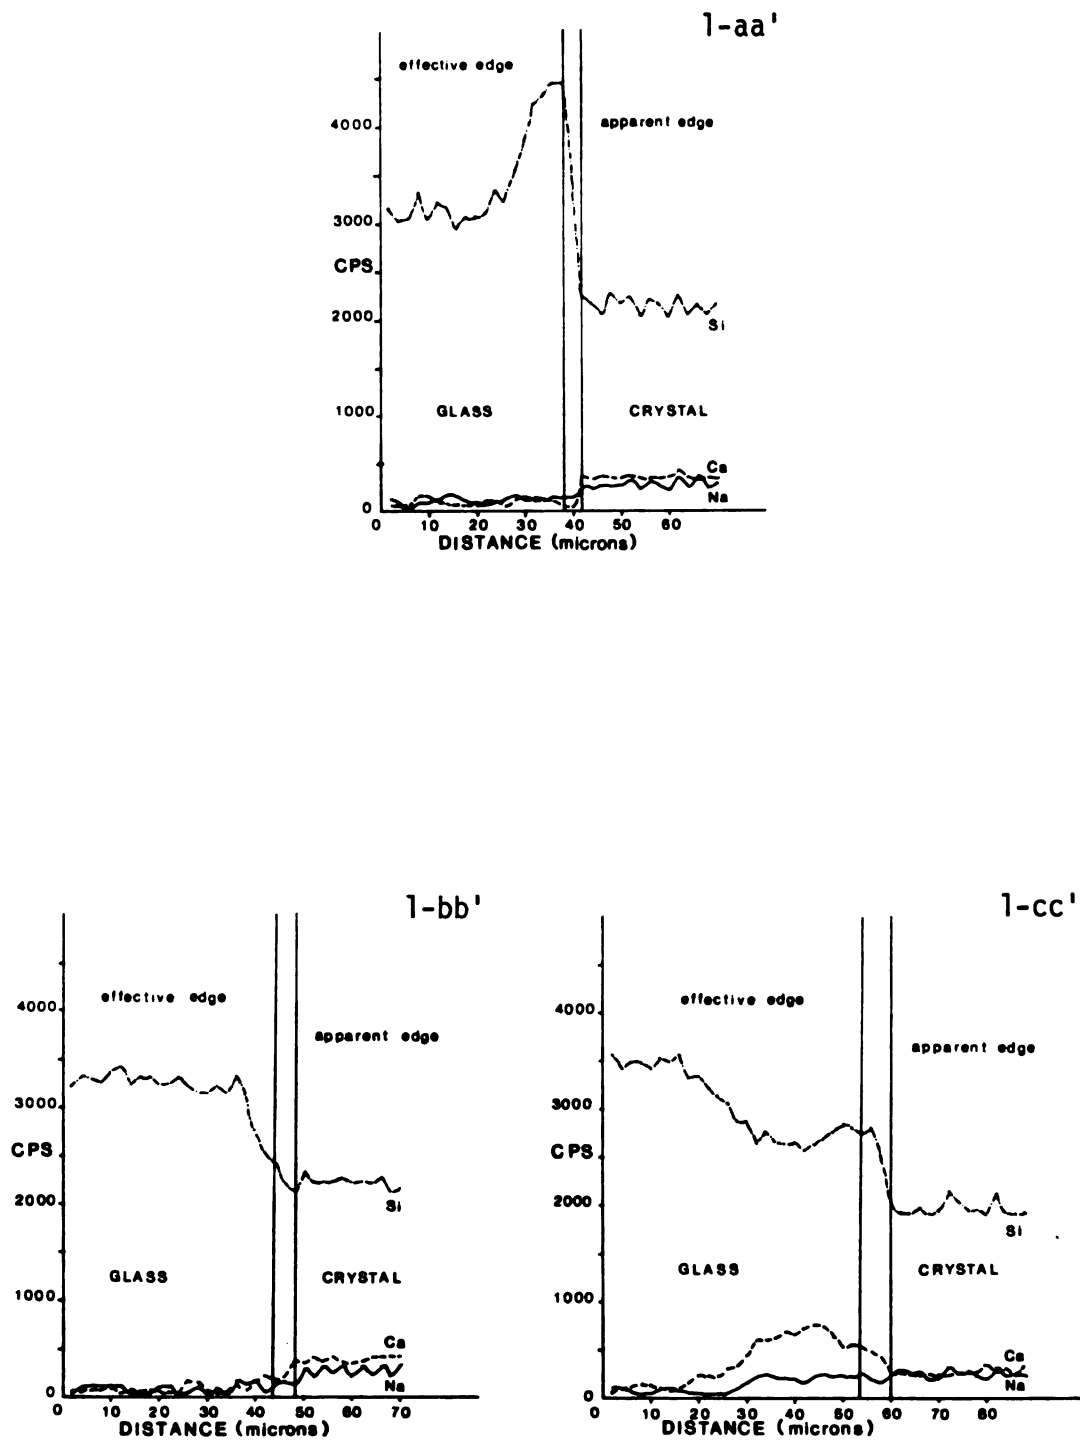 1-aa'
effective edge
apparent edge
4000
3000
CPS
2000
Si
1000
GLASS
CRYSTAL
Ca
Na
0
0 10 20 30 40 50 60
DISTANCE (microns)
1-bb'
effective edge
apparent edge
4000
3000
CPS
2000
Si
GLASS
CRYSTAL
1000
Ca
Na
0
0 10 20 30 40 50 60 70
DISTANCE (microns)
1-cc'
effective edge
apparent edge
4000
3000
CPS
2000
Si
GLASS
CRYSTAL
1000
Ca
Na
0
0 10 20 30 40 50 60 70 80
DISTANCE (microns)